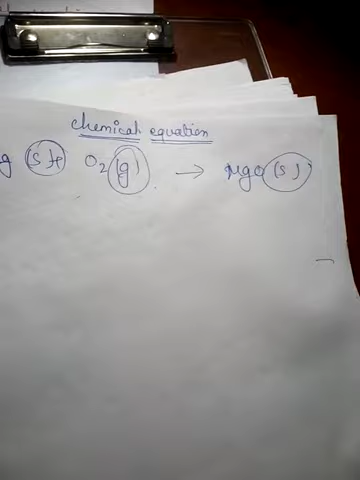 chemical equation
g (s) + O2 (g) → MgO (s)